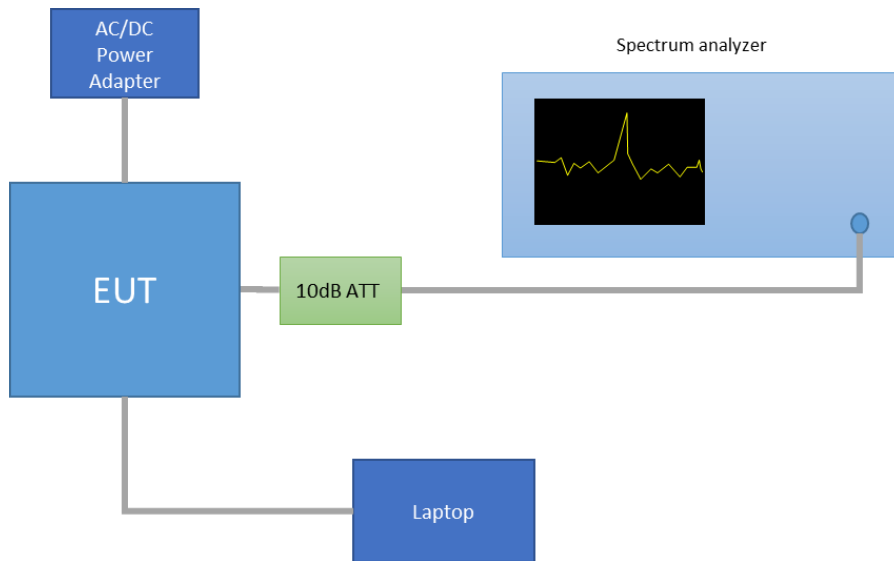 AC/DC
Power
Adapter
Spectrum analyzer
EUT
10dB ATT
Laptop